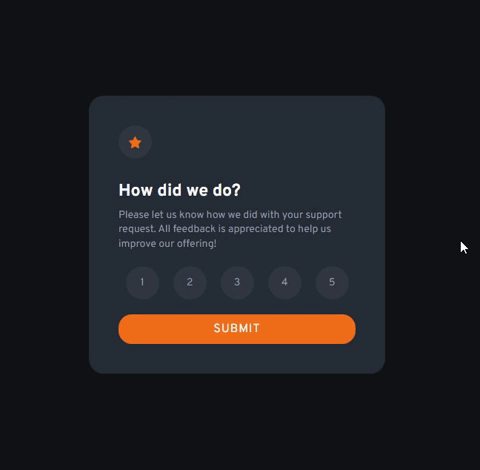 How did we do?
Please let us know how we did with your support
request. All feedback is appreciated to help us
improve our offering!
1 2 3 4 5
SUBMIT